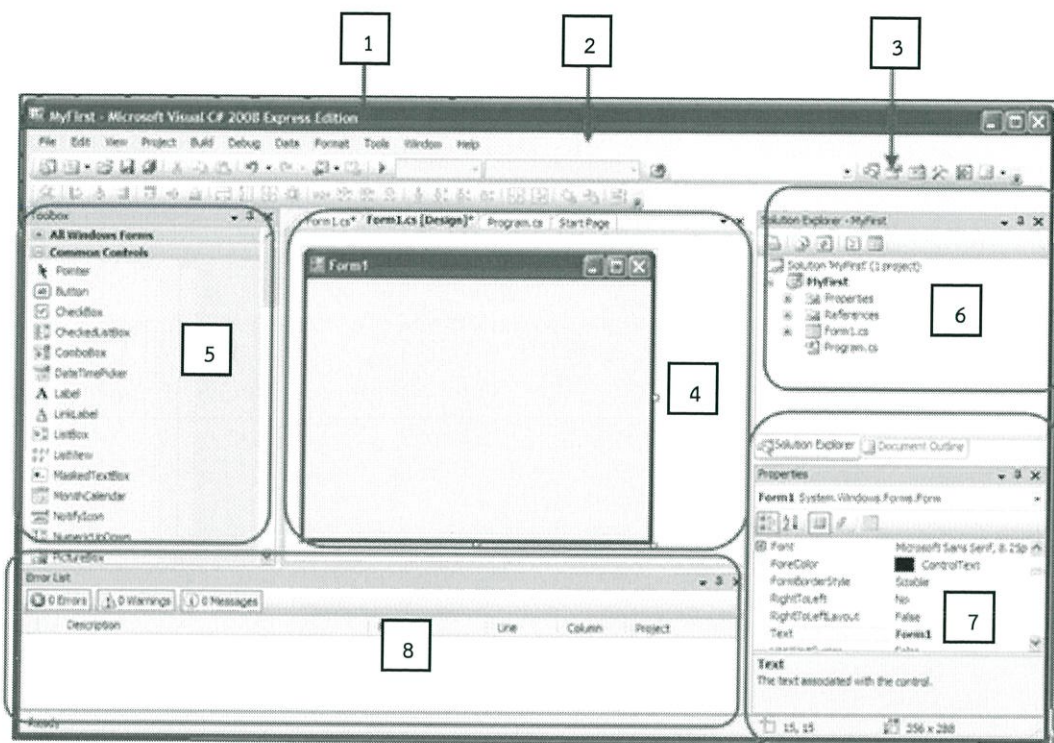 1
2
3
MyFirst - Microsoft Visual C# 2008 Express Edition
File Edit View Project Build Debug Data Format Tools Window Help
Toolbox
All Windows Forms
Common Controls
Pointer
Button
CheckBox
CheckedListBox
ComboBox
DateTimePicker
Label
LinkLabel
ListBox
ListView
MaskedTextBox
MonthCalendar
NotifyIcon
NumericUpDown
PictureBox
5
Form1.cs* Form1.cs [Design]* Program.cs Start Page
Form1
4
Solution Explorer - MyFirst
Solution 'MyFirst' (1 project)
MyFirst
Properties
References
Form1.cs
Program.cs
6
Solution Explorer Document Outline
Properties
Form1 System.Windows.Forms.Form
Font Microsoft Sans Serif, 8.25p
ForeColor ControlText
FormBorderStyle Sizable
RightToLeft No
RightToLeftLayout False
Text Form1
False
7
Text
The text associated with the control.
15, 15 356 x 288
Error List
0 Errors 0 Warnings 0 Messages
Description Line Column Project
8
Ready